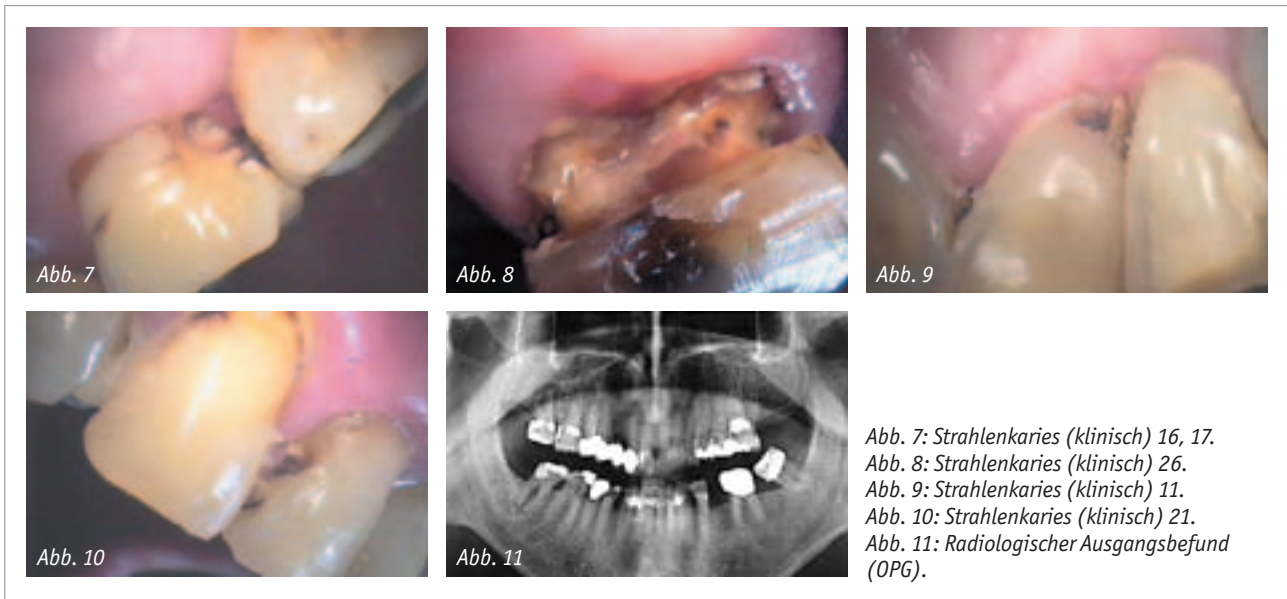 Abb. 7
Abb. 8
Abb. 9
Abb. 10
Abb. 11
Abb. 7: Strahlenkaries (klinisch) 16, 17.
Abb. 8: Strahlenkaries (klinisch) 26.
Abb. 9: Strahlenkaries (klinisch) 11.
Abb. 10: Strahlenkaries (klinisch) 21.
Abb. 11: Radiologischer Ausgangsbefund
(OPG).